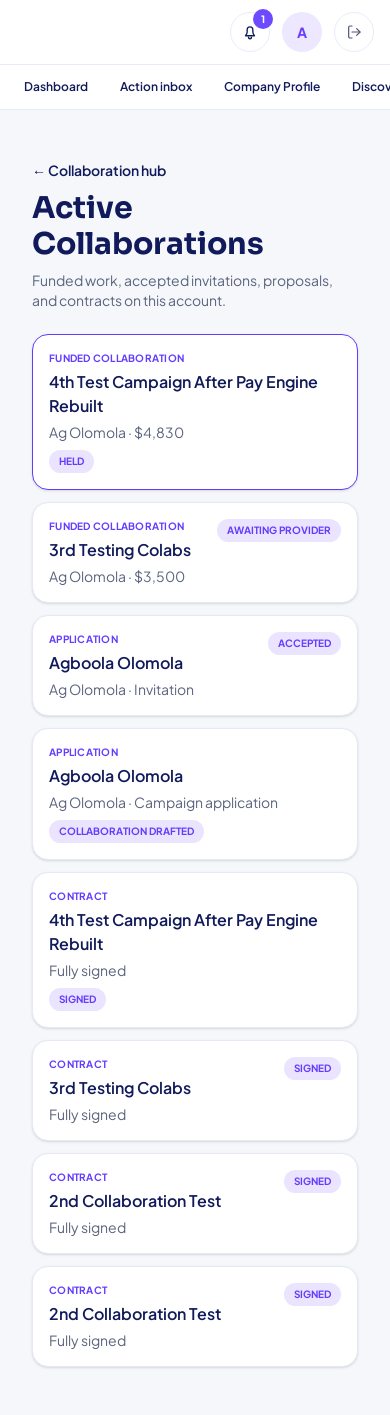 1
A
Dashboard Action inbox Company Profile Discov
← Collaboration hub
Active
Collaborations
Funded work, accepted invitations, proposals,
and contracts on this account.
FUNDED COLLABORATION
4th Test Campaign After Pay Engine
Rebuilt
Ag Olomola · $4,830
HELD
FUNDED COLLABORATION
AWAITING PROVIDER
3rd Testing Colabs
Ag Olomola · $3,500
APPLICATION
ACCEPTED
Agboola Olomola
Ag Olomola · Invitation
APPLICATION
Agboola Olomola
Ag Olomola · Campaign application
COLLABORATION DRAFTED
CONTRACT
4th Test Campaign After Pay Engine
Rebuilt
Fully signed
SIGNED
CONTRACT
SIGNED
3rd Testing Colabs
Fully signed
CONTRACT
SIGNED
2nd Collaboration Test
Fully signed
CONTRACT
SIGNED
2nd Collaboration Test
Fully signed